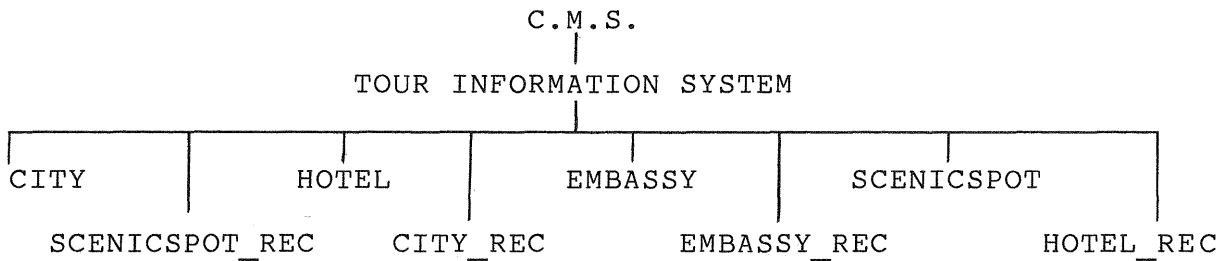 C.M.S.
TOUR INFORMATION SYSTEM
CITY HOTEL EMBASSY SCENICSPOT
SCENICSPOT_REC CITY_REC EMBASSY_REC HOTEL_REC